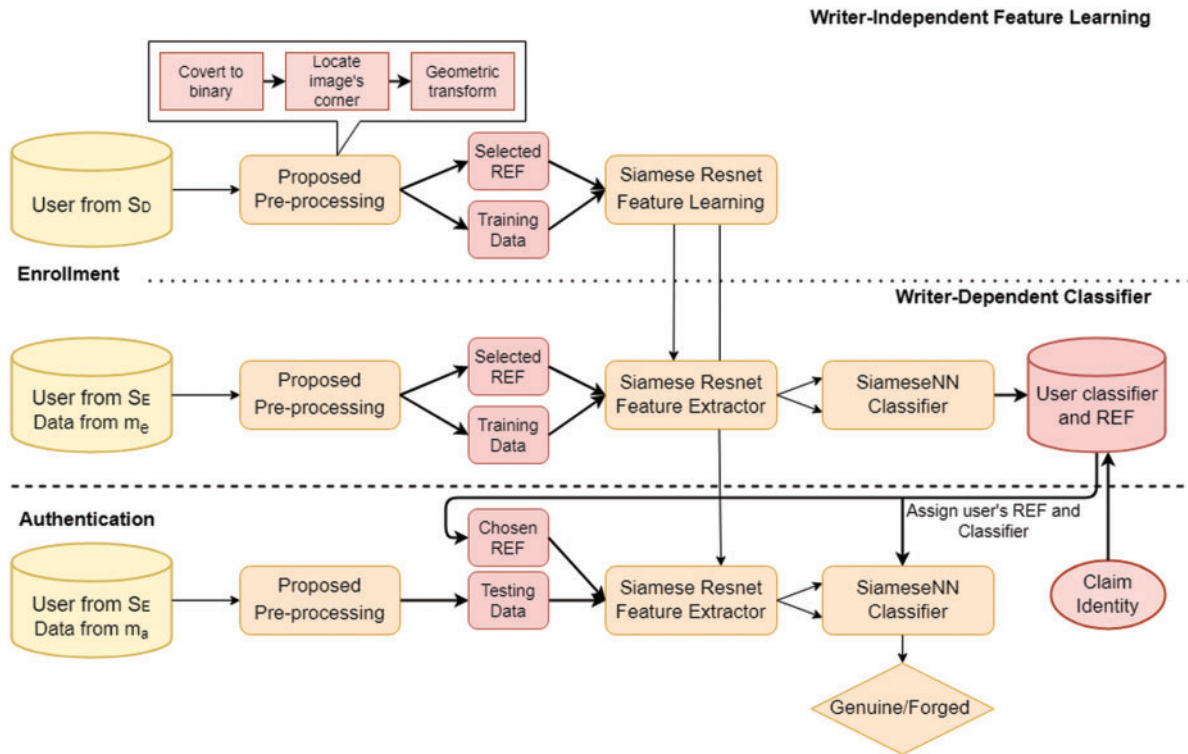 Writer-Independent Feature Learning
Covert to
binary
Locate
image's
corner
Geometric
transform
User from SD
Proposed
Pre-processing
Selected
REF
Training
Data
Siamese Resnet
Feature Learning
Enrollment
Writer-Dependent Classifier
User from SE
Data from me
Proposed
Pre-processing
Selected
REF
Training
Data
Siamese Resnet
Feature Extractor
SiameseNN
Classifier
User classifier
and REF
Authentication
Assign user's REF and
Classifier
User from SE
Data from ma
Proposed
Pre-processing
Chosen
REF
Testing
Data
Siamese Resnet
Feature Extractor
SiameseNN
Classifier
Claim
Identity
Genuine/Forged